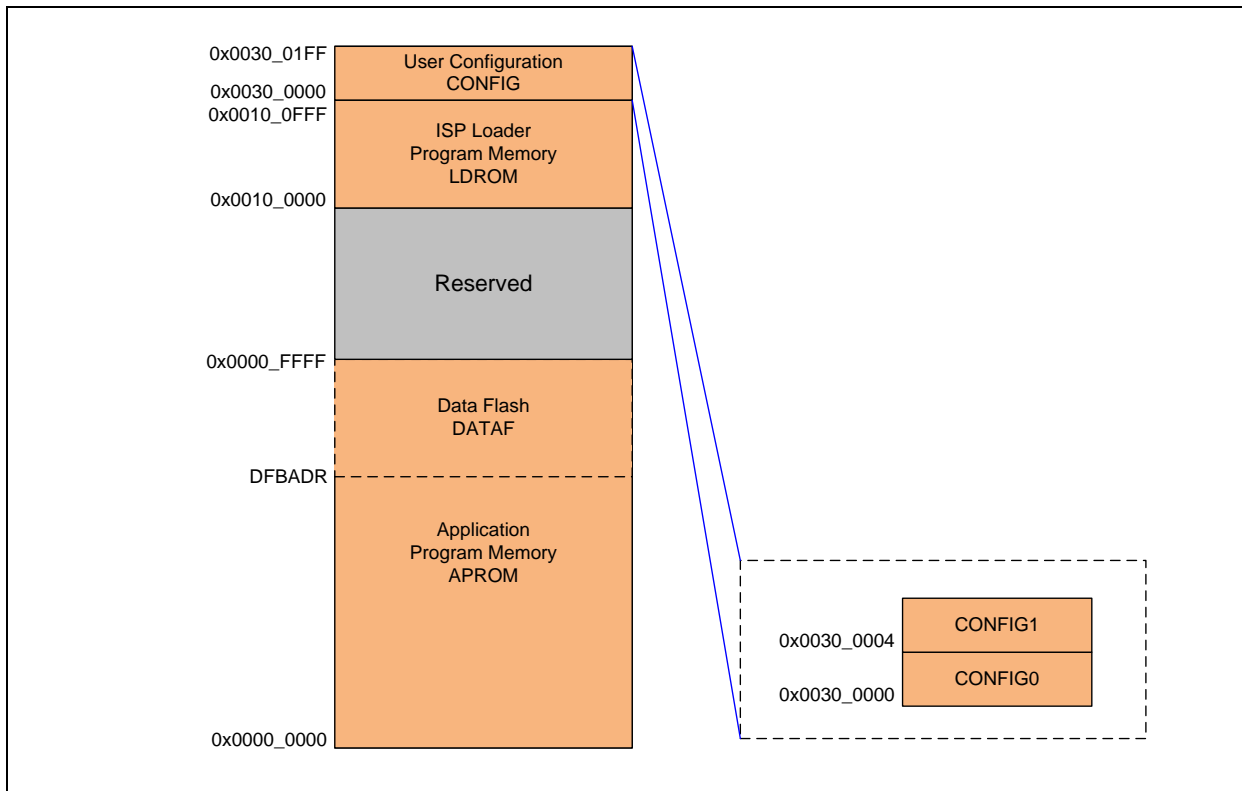 0x0030_01FF
User Configuration
CONFIG
0x0030_0000
0x0010_0FFF
ISP Loader
Program Memory
LDROM
0x0010_0000
Reserved
0x0000_FFFF
Data Flash
DATAF
DFBADR
Application
Program Memory
APROM
0x0000_0000
CONFIG1
0x0030_0004
CONFIG0
0x0030_0000